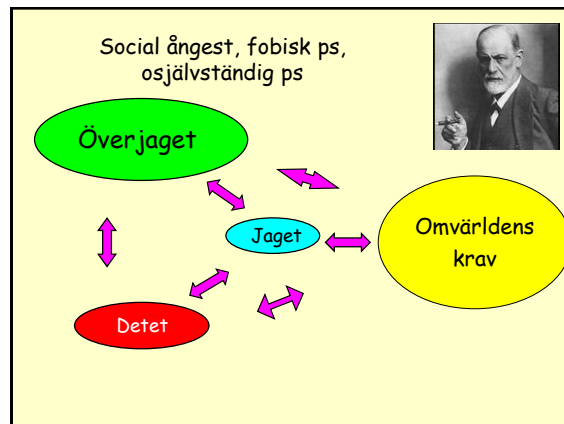 Social ångest, fobisk ps,
osjälvständig ps
Överjaget
Jaget
Omvärldens
krav
Detet